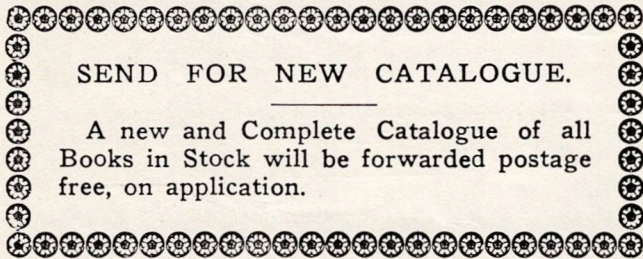 SEND FOR NEW CATALOGUE.
A new and Complete Catalogue of all
Books in Stock will be forwarded postage
free, on application.